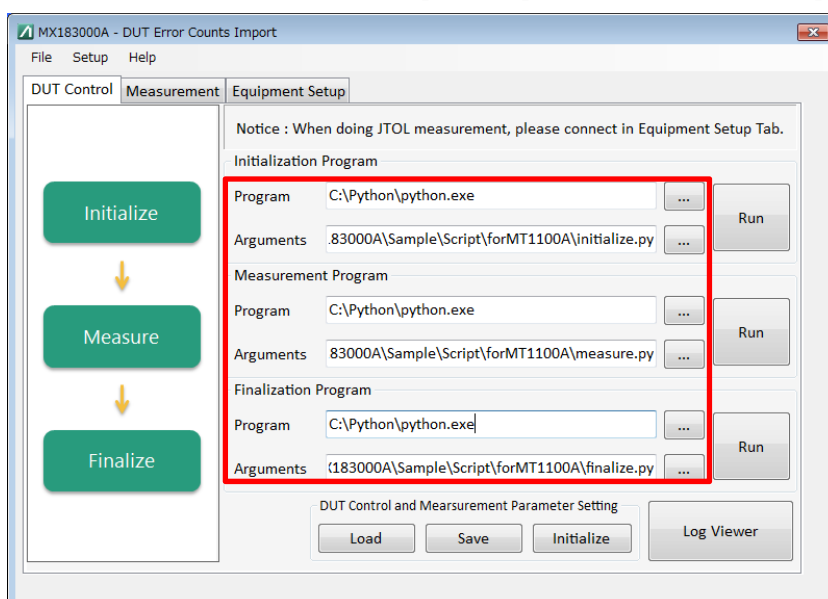 MX183000A - DUT Error Counts Import
File Setup Help
DUT Control Measurement Equipment Setup
Notice : When doing JTOL measurement, please connect in Equipment Setup Tab.
Initialization Program
Program C:\Python\python.exe ...
Arguments .83000A\Sample\Script\forMT1100A\initialize.py ...
Run
Measurement Program
Program C:\Python\python.exe ...
Arguments 83000A\Sample\Script\forMT1100A\measure.py ...
Run
Finalization Program
Program C:\Python\python.exe ...
Arguments 183000A\Sample\Script\forMT1100A\finalize.py ...
Run
Initialize
Measure
Finalize
DUT Control and Mearsurement Parameter Setting
Load Save Initialize
Log Viewer